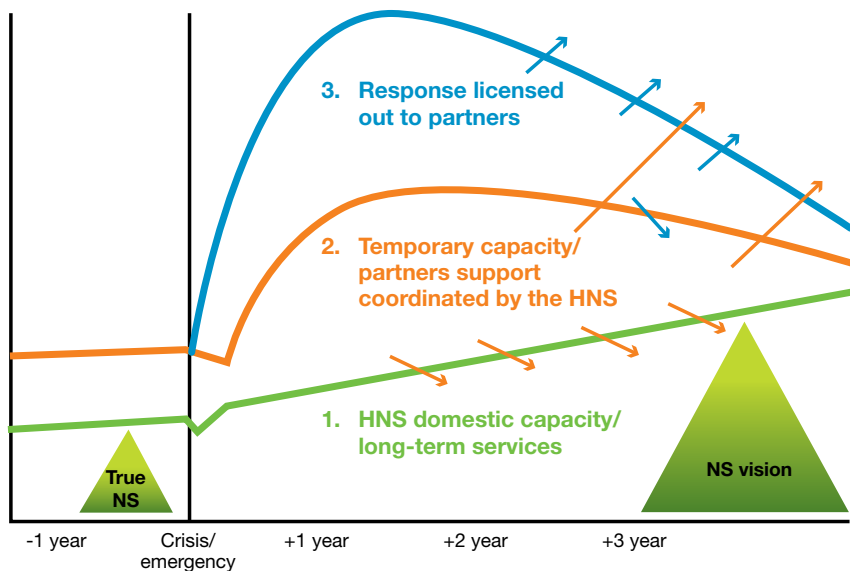 3. Response licensed
out to partners
2. Temporary capacity/
partners support
coordinated by the HNS
1. HNS domestic capacity/
long-term services
True
NS
NS vision
-1 year
Crisis/
emergency
+1 year
+2 year
+3 year